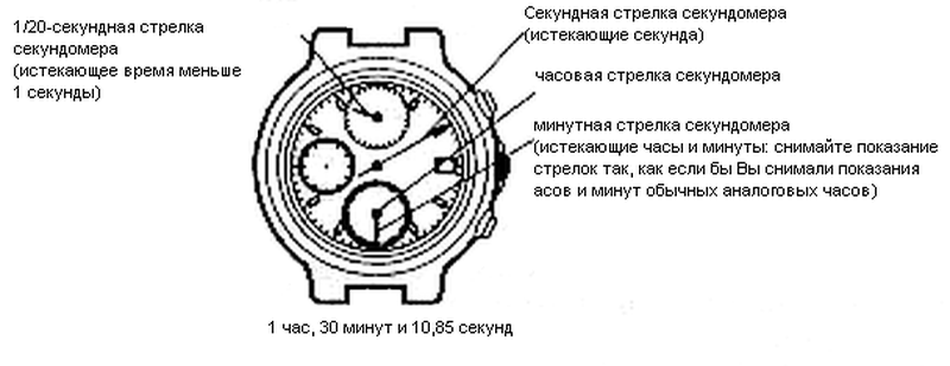 1/20-секундная стрелка
секундомера
(истекающее время меньше
1 секунды)
Секундная стрелка секундомера
(истекающие секунда)
часовая стрелка секундомера
минутная стрелка секундомера
(истекающие часы и минуты: снимайте показание
стрелок так, как если бы Вы снимали показания
асов и минут обычных аналоговых часов)
1 час, 30 минут и 10,85 секунд